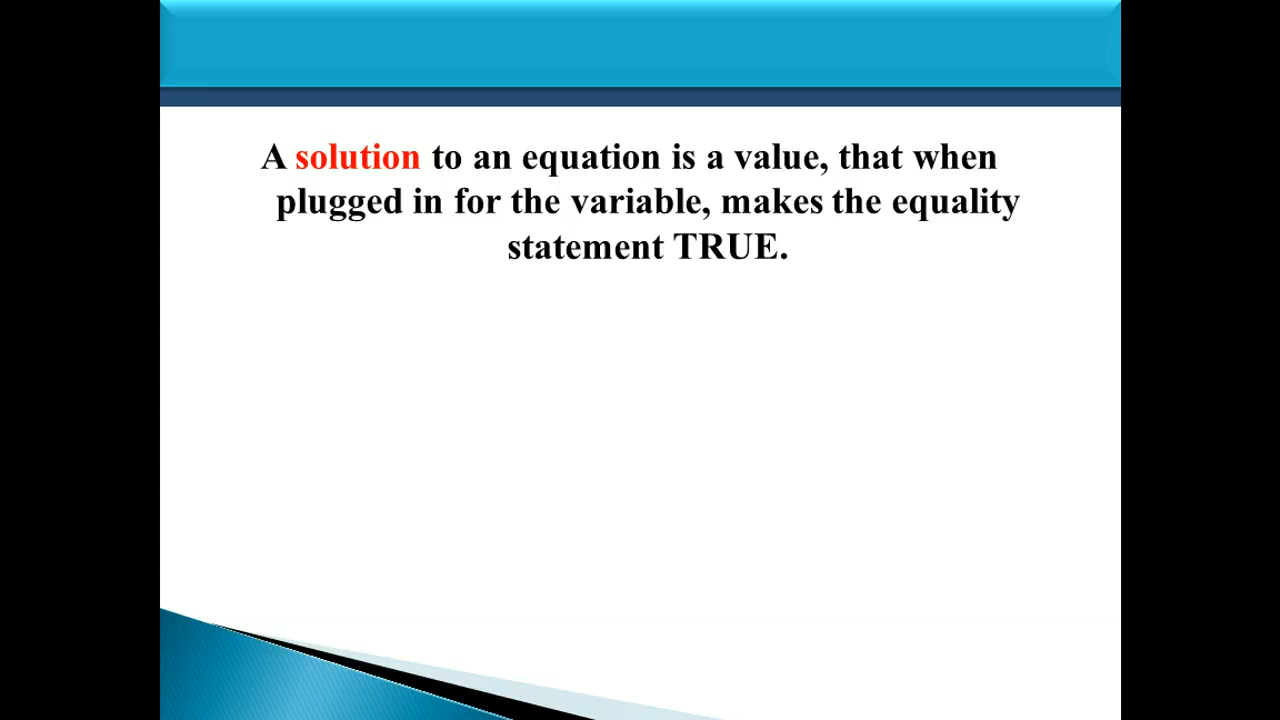 A solution to an equation is a value, that when
plugged in for the variable, makes the equality
statement TRUE.